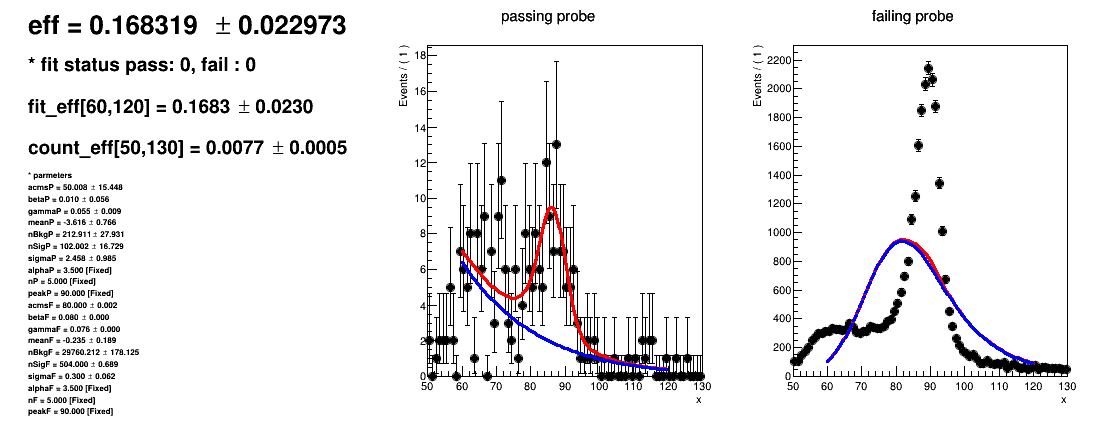 eff = 0.168319 ± 0.022973
* fit status pass: 0, fail : 0
fit_eff[60,120] = 0.1683 ± 0.0230
count_eff[50,130] = 0.0077 ± 0.0005
* parmeters
acmsP = 50.008 ± 15.448
betaP = 0.010 ± 0.056
gammaP = 0.055 ± 0.009
meanP = -3.616 ± 0.766
nBkgP = 212.911 ± 27.931
nSigP = 102.002 ± 16.729
sigmaP = 2.458 ± 0.985
alphaP = 3.500 [Fixed]
nP = 5.000 [Fixed]
peakP = 90.000 [Fixed]
acmsF = 80.000 ± 0.002
betaF = 0.080 ± 0.000
gammaF = 0.076 ± 0.000
meanF = -0.235 ± 0.189
nBkgF = 29760.212 ± 178.125
nSigF = 504.000 ± 0.689
sigmaF = 0.300 ± 0.062
alphaF = 3.500 [Fixed]
nF = 5.000 [Fixed]
peakF = 90.000 [Fixed]
passing probe
Events / ( 1 )
18
16
14
12
10
8
6
4
2
0
50 60 70 80 90 100 110 120 130
x
failing probe
Events / ( 1 )
2200
2000
1800
1600
1400
1200
1000
800
600
400
200
0
50 60 70 80 90 100 110 120 130
x